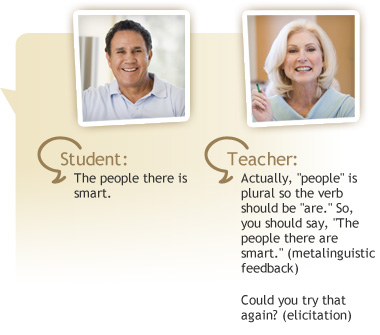 Student:
The people there is
smart.
Teacher:
Actually, "people" is
plural so the verb
should be "are." So,
you should say, "The
people there are
smart." (metalinguistic
feedback)
Could you try that
again? (elicitation)